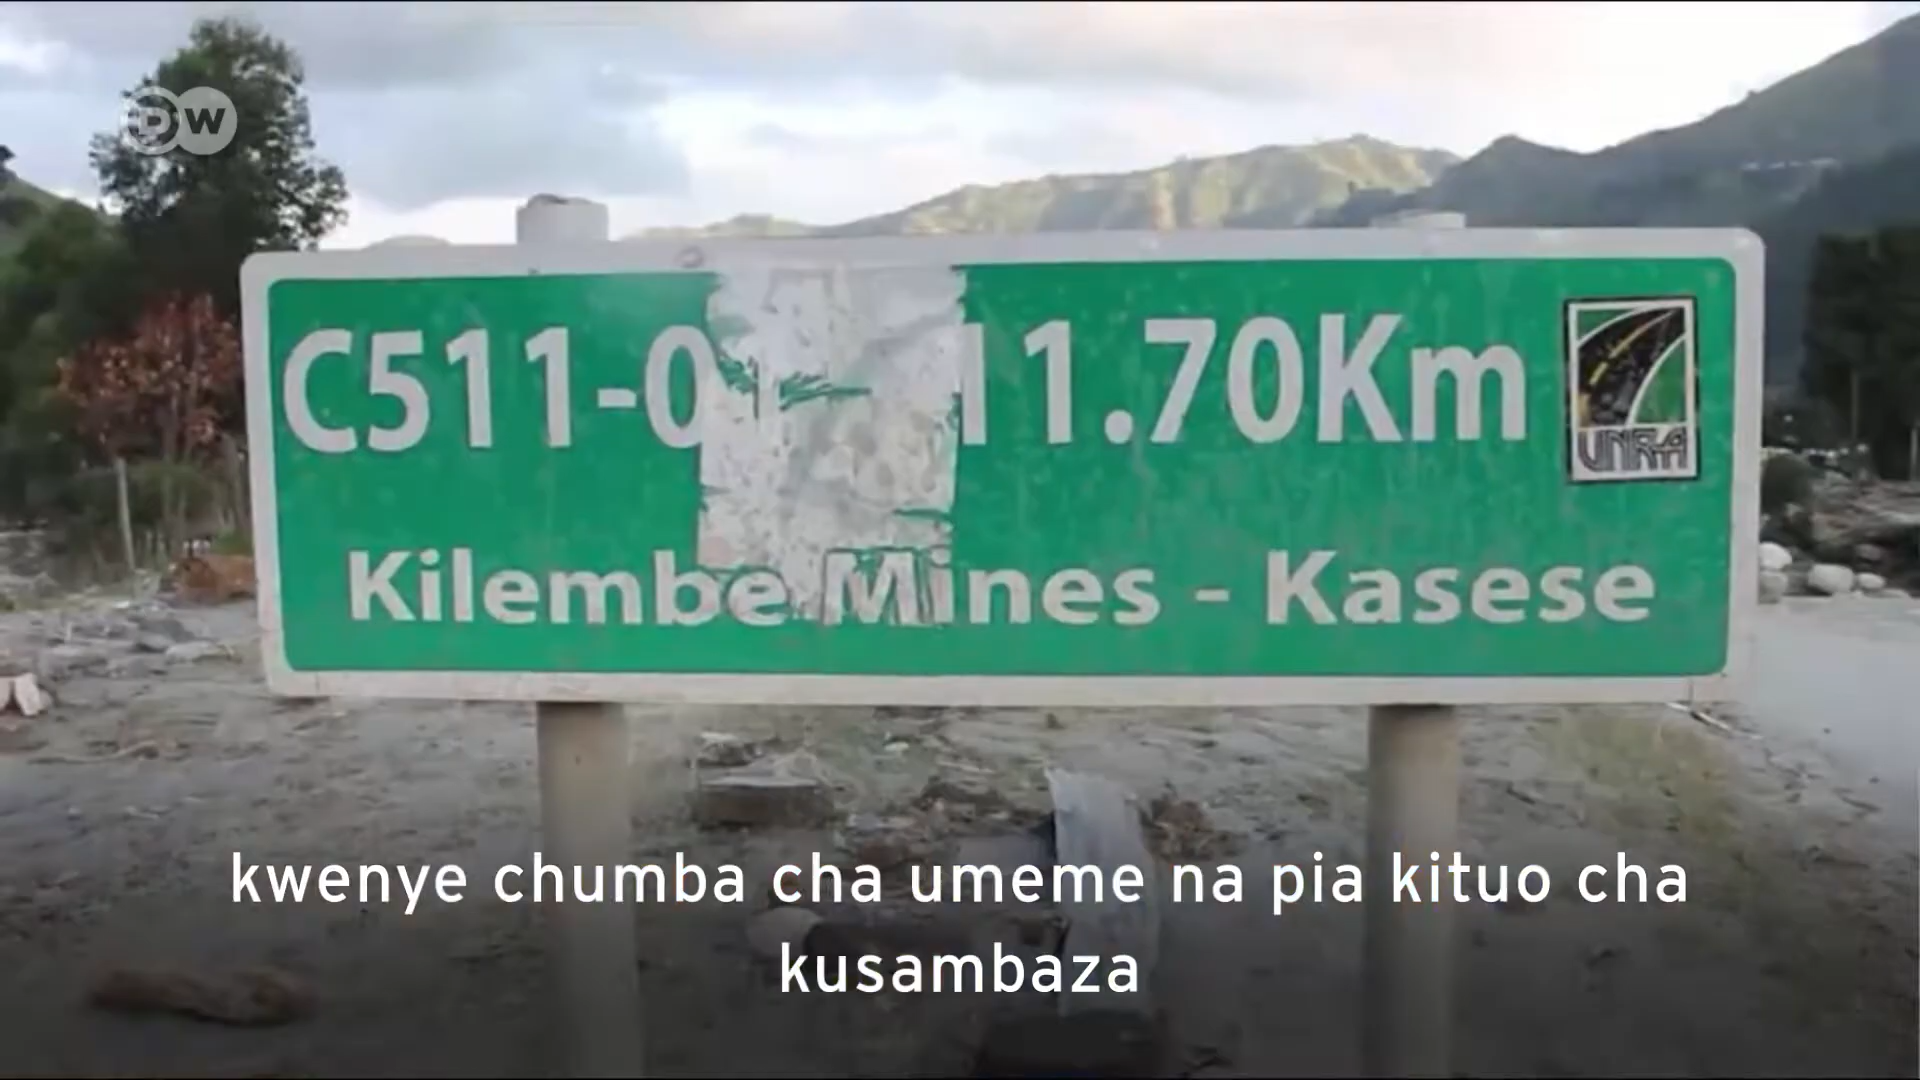 DW
C511-0 11.70Km
UNRA
Kilembe Mines - Kasese
kwenye chumba cha umeme na pia kituo cha
kusambaza